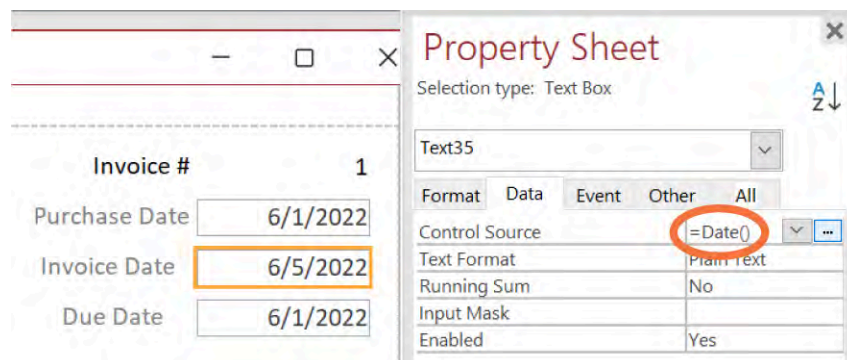 Property Sheet
Selection type: Text Box
A
Z
Text35
Format Data Event Other All
Control Source =Date() ...
Text Format Plain Text
Running Sum No
Input Mask
Enabled Yes
Invoice # 1
Purchase Date 6/1/2022
Invoice Date 6/5/2022
Due Date 6/1/2022